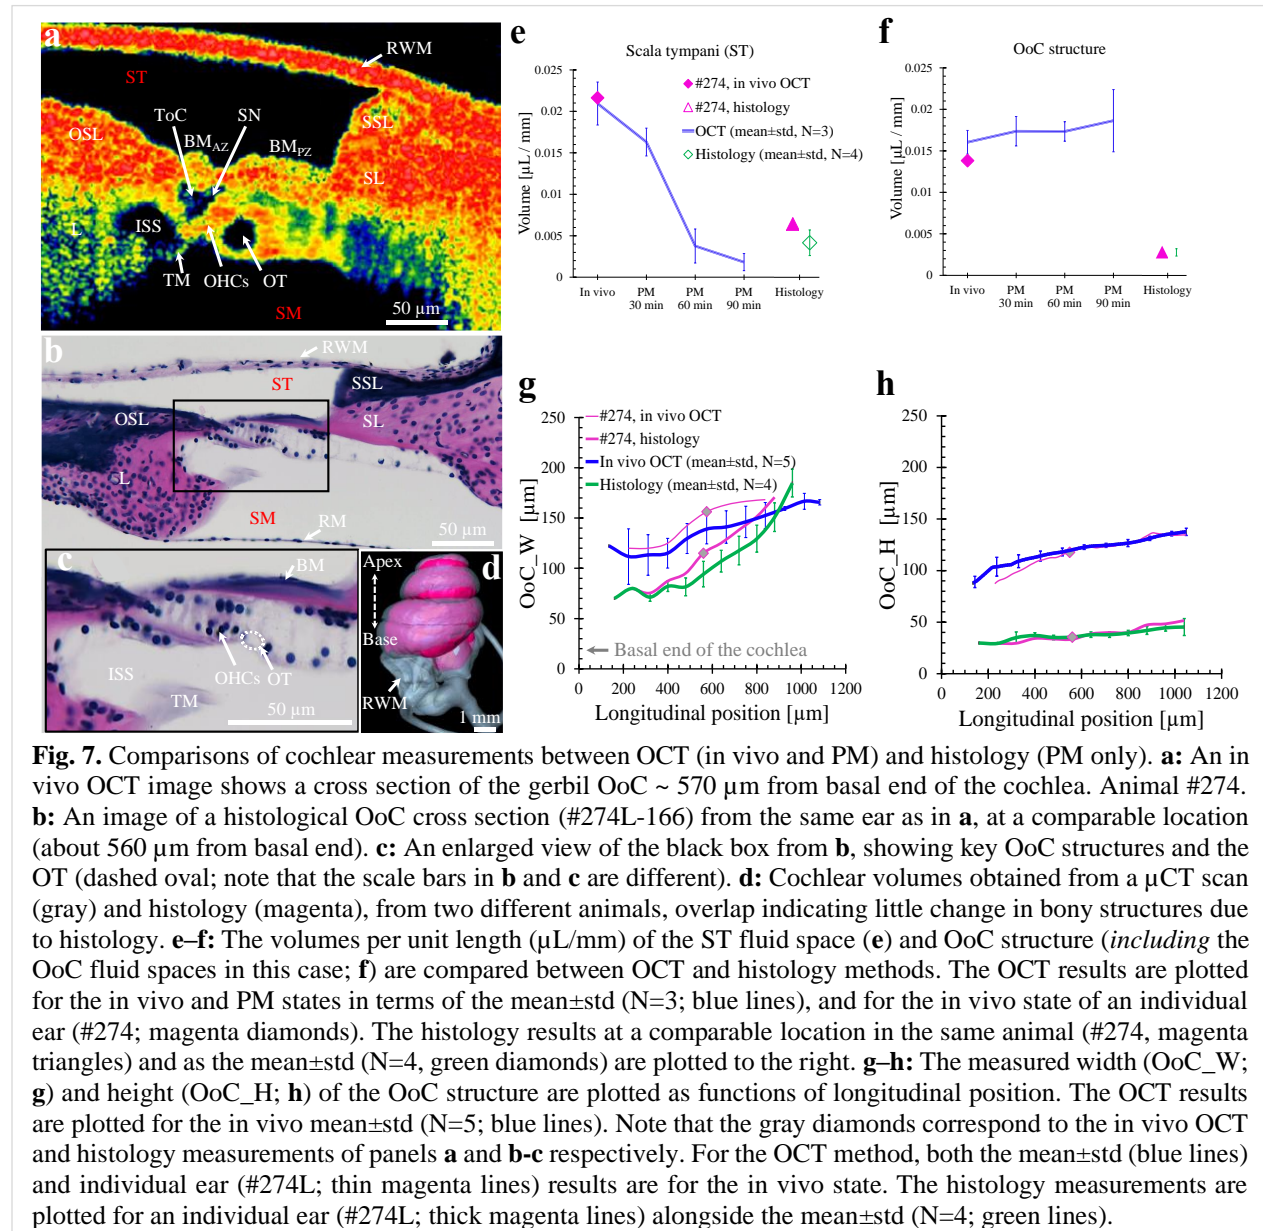 a
RWM
ST
ToC
SN
OSL
BMAZ
BMPZ
SSL
SL
L
ISS
TM
OHCs
OT
SM
50 µm
b
RWM
ST
SSL
OSL
SL
L
SM
RM
50 µm
c
BM
ISS
OHCs
OT
TM
50 µm
d
Apex
Base
RWM
1 mm
e
Scala tympani (ST)
0.025
0.02
0.015
0.01
0.005
0
Volume [µL / mm]
#274, in vivo OCT
#274, histology
OCT (mean±std, N=3)
Histology (mean±std, N=4)
In vivo
PM
30 min
PM
60 min
PM
90 min
Histology
f
OoC structure
0.025
0.02
0.015
0.01
0.005
0
Volume [µL / mm]
In vivo
PM
30 min
PM
60 min
PM
90 min
Histology
g
250
200
150
100
50
0
OoC_W [µm]
#274, in vivo OCT
#274, histology
In vivo OCT (mean±std, N=5)
Histology (mean±std, N=4)
Basal end of the cochlea
0
200
400
600
800
1000
1200
Longitudinal position [µm]
h
250
200
150
100
50
0
OoC_H [µm]
0
200
400
600
800
1000
1200
Longitudinal position [µm]
Fig. 7. Comparisons of cochlear measurements between OCT (in vivo and PM) and histology (PM only). a: An in
vivo OCT image shows a cross section of the gerbil OoC ~ 570 µm from basal end of the cochlea. Animal #274.
b: An image of a histological OoC cross section (#274L-166) from the same ear as in a, at a comparable location
(about 560 µm from basal end). c: An enlarged view of the black box from b, showing key OoC structures and the
OT (dashed oval; note that the scale bars in b and c are different). d: Cochlear volumes obtained from a µCT scan
(gray) and histology (magenta), from two different animals, overlap indicating little change in bony structures due
to histology. e–f: The volumes per unit length (µL/mm) of the ST fluid space (e) and OoC structure (including the
OoC fluid spaces in this case; f) are compared between OCT and histology methods. The OCT results are plotted
for the in vivo and PM states in terms of the mean±std (N=3; blue lines), and for the in vivo state of an individual
ear (#274; magenta diamonds). The histology results at a comparable location in the same animal (#274, magenta
triangles) and as the mean±std (N=4, green diamonds) are plotted to the right. g–h: The measured width (OoC_W;
g) and height (OoC_H; h) of the OoC structure are plotted as functions of longitudinal position. The OCT results
are plotted for the in vivo mean±std (N=5; blue lines). Note that the gray diamonds correspond to the in vivo OCT
and histology measurements of panels a and b-c respectively. For the OCT method, both the mean±std (blue lines)
and individual ear (#274L; thin magenta lines) results are for the in vivo state. The histology measurements are
plotted for an individual ear (#274L; thick magenta lines) alongside the mean±std (N=4; green lines).